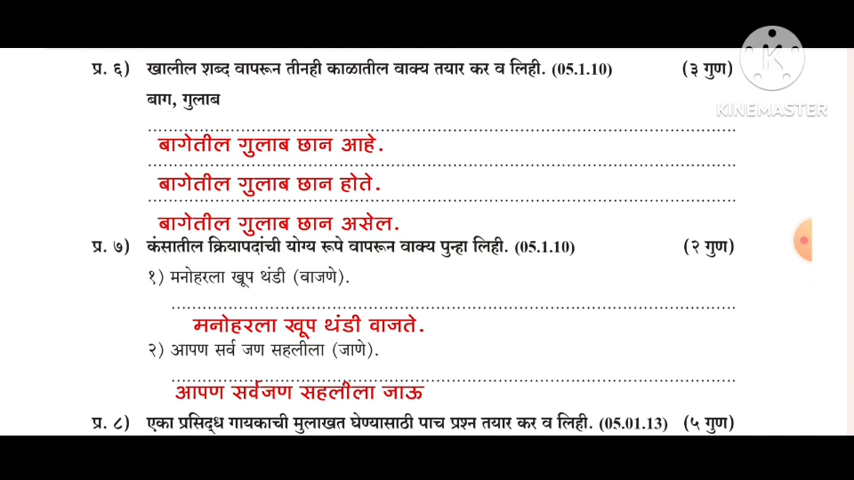 प्र. ६) खालील शब्द वापरून तीनही काळातील वाक्य तयार कर व लिही. (05.1.10) (३ गुण)
KINEMASTER
बाग, गुलाब
बागेतील गुलाब छान आहे.
बागेतील गुलाब छान होते.
बागेतील गुलाब छान असेल.
प्र. ७) कंसातील क्रियापदांची योग्य रूपे वापरून वाक्य पुन्हा लिही. (05.1.10) (२ गुण)
१) मनोहरला खूप थंडी (वाजणे).
मनोहरला खूप थंडी वाजते.
२) आपण सर्व जण सहलीला (जाणे).
आपण सर्वजण सहलीला जाऊ
प्र. ८) एका प्रसिद्ध गायकाची मुलाखत घेण्यासाठी पाच प्रश्न तयार कर व लिही. (05.01.13) (५ गुण)